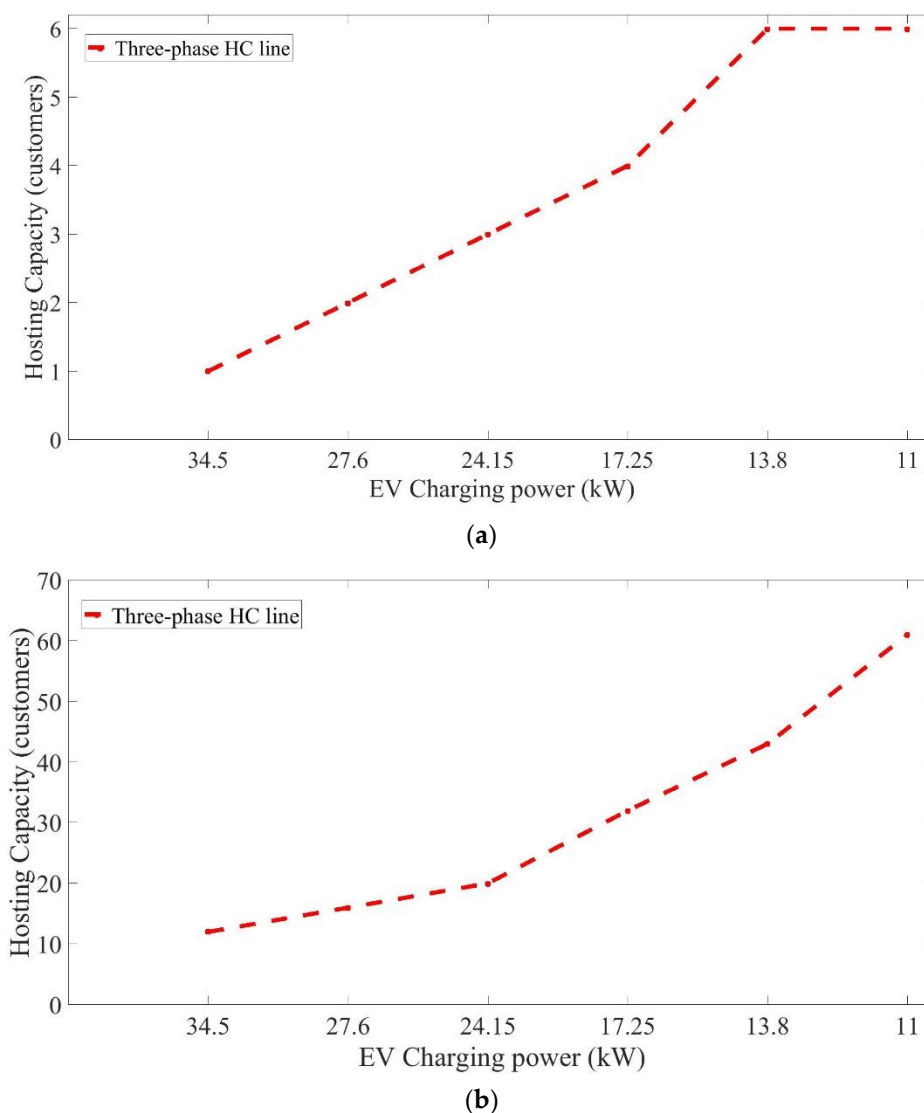 Three-phase HC line
6
5
4
3
2
1
0
Hosting Capacity (customers)
34.5 27.6 24.15 17.25 13.8 11
EV Charging power (kW)
(a)
Three-phase HC line
70
60
50
40
30
20
10
0
Hosting Capacity (customers)
34.5 27.6 24.15 17.25 13.8 11
EV Charging power (kW)
(b)